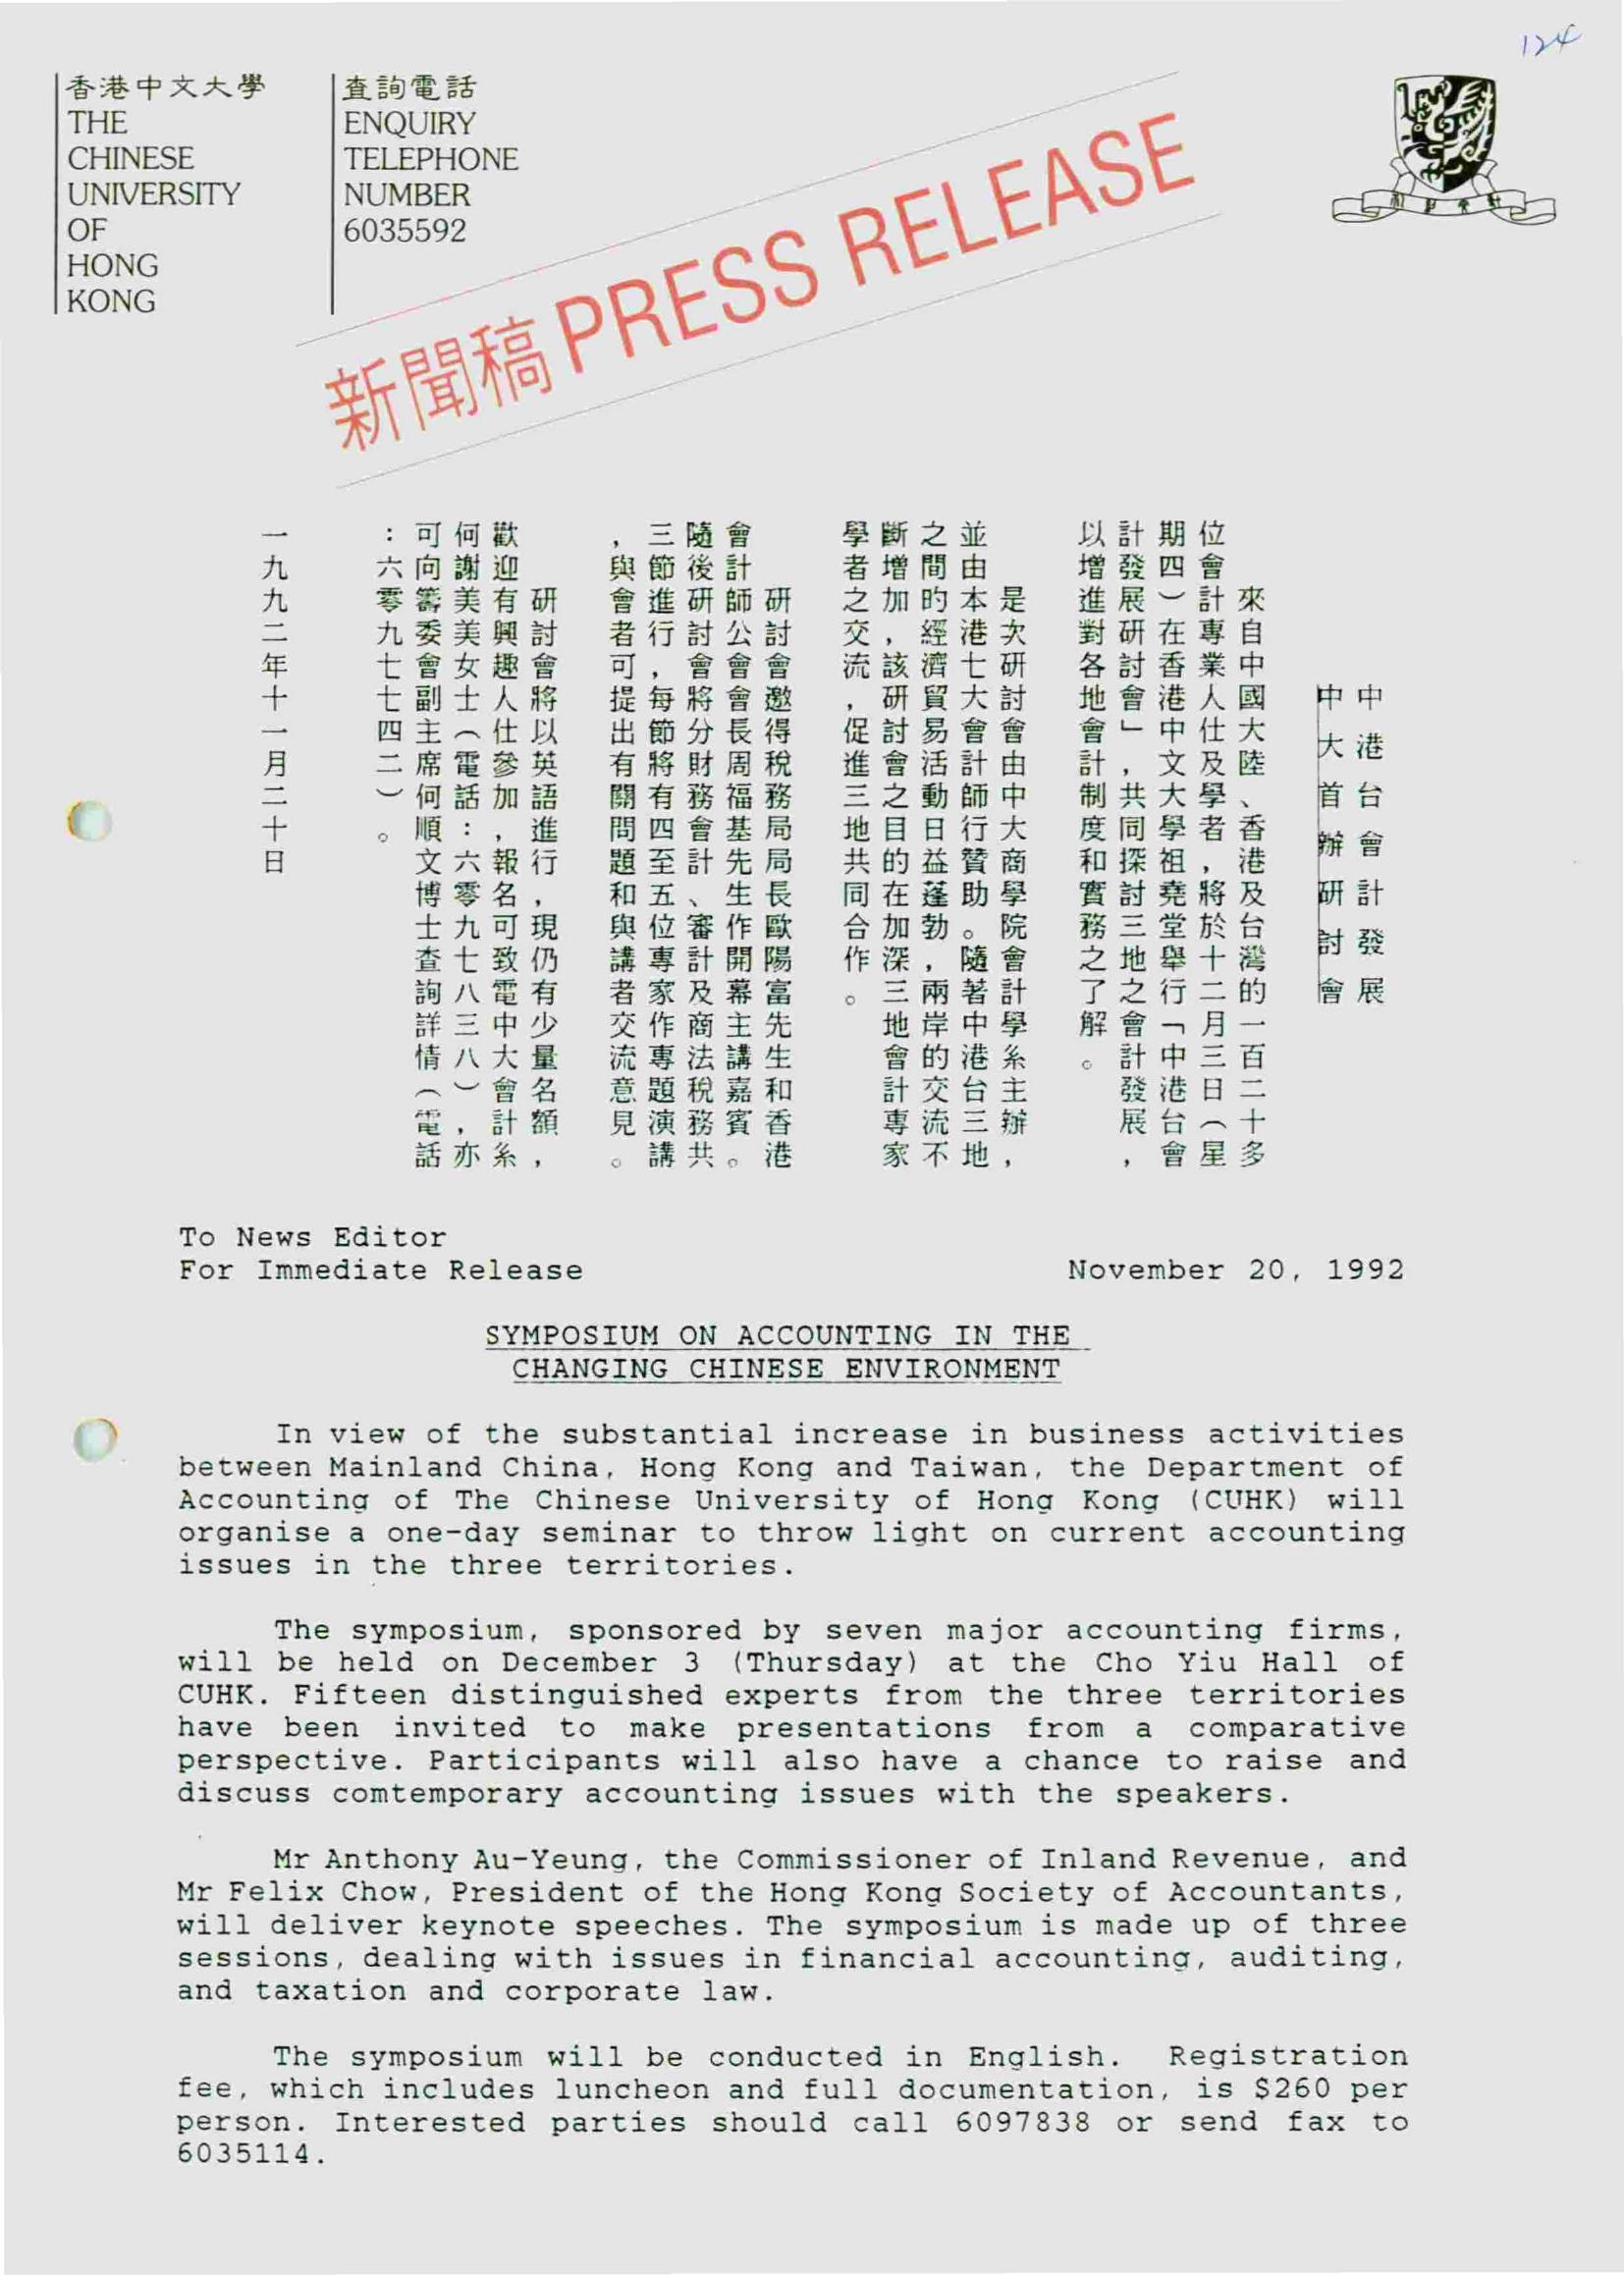 124
香港中文大學
THE
CHINESE
UNIVERSITY
OF
HONG
KONG
查詢電話
ENQUIRY
TELEPHONE
NUMBER
6035592
新聞稿 PRESS RELEASE
中港台會計發展
中大首辦研討會
來自中國大陸、香港及台灣的一百二十多
位會計專業人仕及學者，將於十二月三日（星
期四）在香港中文大學祖堯堂舉行「中港台會
計發展研討會」，共同探討三地之會計發展，
以增進對各地會計制度和實務之了解。
是次研討會由中大商學院會計學系主辦，
並由本港七大會計師行贊助。隨著中港台三地
之間的經濟貿易活動日益蓬勃，兩岸的交流不
斷增加，該研討會之目的在加深三地會計專家
學者之交流，促進三地共同合作。
研討會邀得稅務局局長歐陽富先生和香港
會計師公會會長周福基先生作開幕主講嘉賓。
隨後研討會將分財務會計、審計及商法稅務共
三節進行，每節將有四至五位專家作專題演講
，與會者可提出有關問題和與講者交流意見。
研討會將以英語進行，現仍有少量名額，
歡迎有興趣人仕參加，報名可致電中大會計系
何謝美美女士（電話：六零九七八三八），亦
可向籌委會副主席何順文博士查詢詳情（電話
：六零九七七四二）。
一九九二年十一月二十日
To News Editor
For Immediate Release November 20, 1992
SYMPOSIUM ON ACCOUNTING IN THE
CHANGING CHINESE ENVIRONMENT
In view of the substantial increase in business activities
between Mainland China, Hong Kong and Taiwan, the Department of
Accounting of The Chinese University of Hong Kong (CUHK) will
organise a one-day seminar to throw light on current accounting
issues in the three territories.
The symposium, sponsored by seven major accounting firms,
will be held on December 3 (Thursday) at the Cho Yiu Hall of
CUHK. Fifteen distinguished experts from the three territories
have been invited to make presentations from a comparative
perspective. Participants will also have a chance to raise and
discuss comtemporary accounting issues with the speakers.
Mr Anthony Au-Yeung, the Commissioner of Inland Revenue, and
Mr Felix Chow, President of the Hong Kong Society of Accountants,
will deliver keynote speeches. The symposium is made up of three
sessions, dealing with issues in financial accounting, auditing,
and taxation and corporate law.
The symposium will be conducted in English. Registration
fee, which includes luncheon and full documentation, is $260 per
person. Interested parties should call 6097838 or send fax to
6035114.